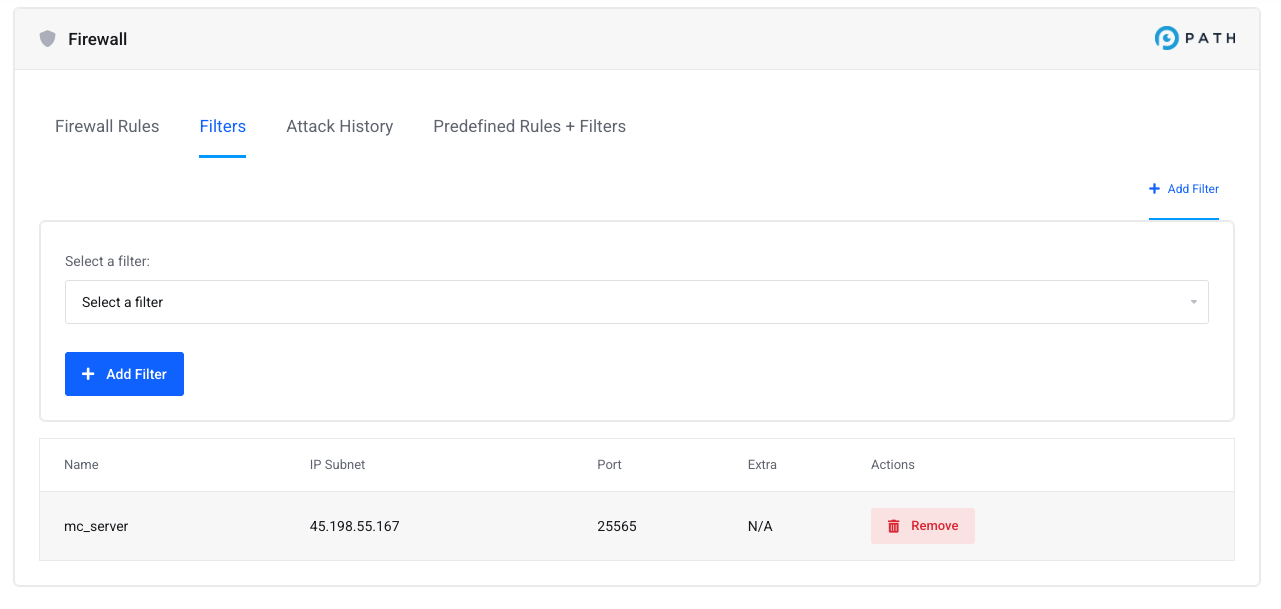 Firewall
PATH
Firewall Rules Filters Attack History Predefined Rules + Filters
+ Add Filter
Select a filter:
Select a filter
+ Add Filter
Name IP Subnet Port Extra Actions
mc_server 45.198.55.167 25565 N/A Remove